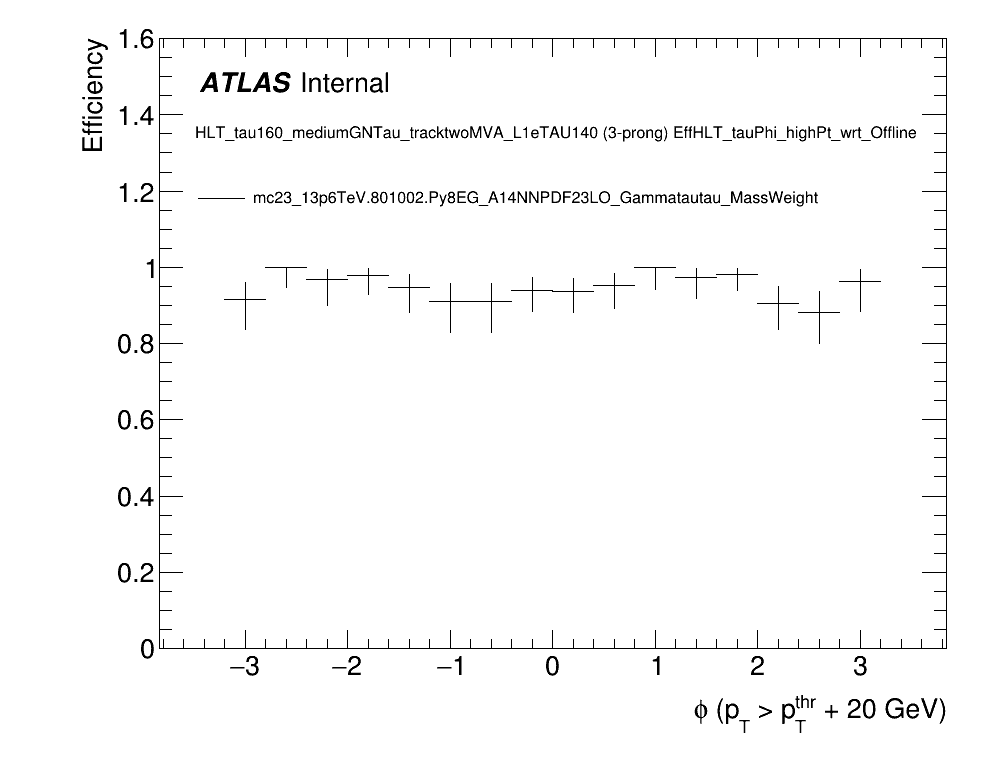 Efficiency
1.6
1.4
1.2
1
0.8
0.6
0.4
0.2
0
ATLAS Internal
HLT_tau160_mediumGNTau_tracktwoMVA_L1eTAU140 (3-prong) EffHLT_tauPhi_highPt_wrt_Offline
mc23_13p6TeV.801002.Py8EG_A14NNPDF23LO_Gammatautau_MassWeight
−3 −2 −1 0 1 2 3
ϕ (p_T > p_T^thr + 20 GeV)